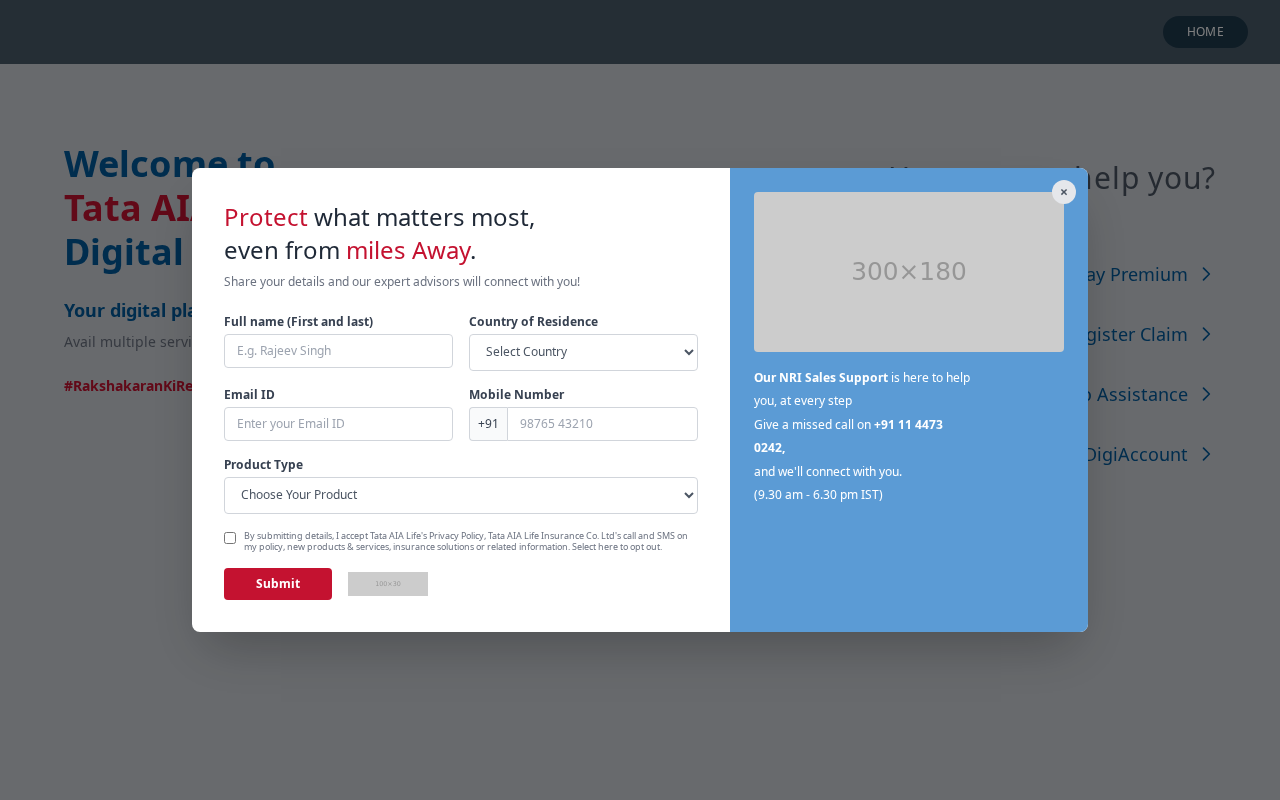 HOME
Welcome to
Tata AIA
Digital
Your digital pla
Avail multiple servi
#RakshakaranKiRe
help you?
ay Premium
gister Claim
Assistance
DigiAccount
Protect what matters most,
even from miles Away.
Share your details and our expert advisors will connect with you!
Full name (First and last)
Country of Residence
E.g. Rajeev Singh
Select Country
Email ID
Mobile Number
Enter your Email ID
+91
98765 43210
Product Type
Choose Your Product
By submitting details, I accept Tata AIA Life's Privacy Policy, Tata AIA Life Insurance Co. Ltd's call and SMS on
my policy, new products & services, insurance solutions or related information. Select here to opt out.
Submit
100×30
×
300×180
Our NRI Sales Support is here to help
you, at every step
Give a missed call on +91 11 4473
0242,
and we'll connect with you.
(9.30 am - 6.30 pm IST)